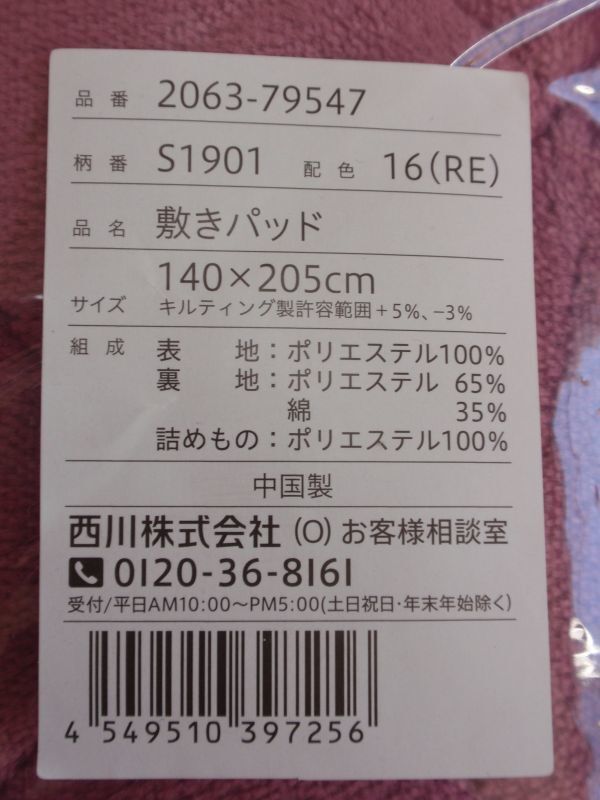 品番 2063-79547
柄番 S1901 配色 16(RE)
品名 敷きパッド
140×205cm
サイズ キルティング製許容範囲+5%、-3%
組成 表地:ポリエステル100%
裏地:ポリエステル 65%
綿 35%
詰めもの:ポリエステル100%
中国製
西川株式会社 (O) お客様相談室
0120-36-8161
受付/平日AM10:00～PM5:00(土日祝日・年末年始除く)
4 549510 397256